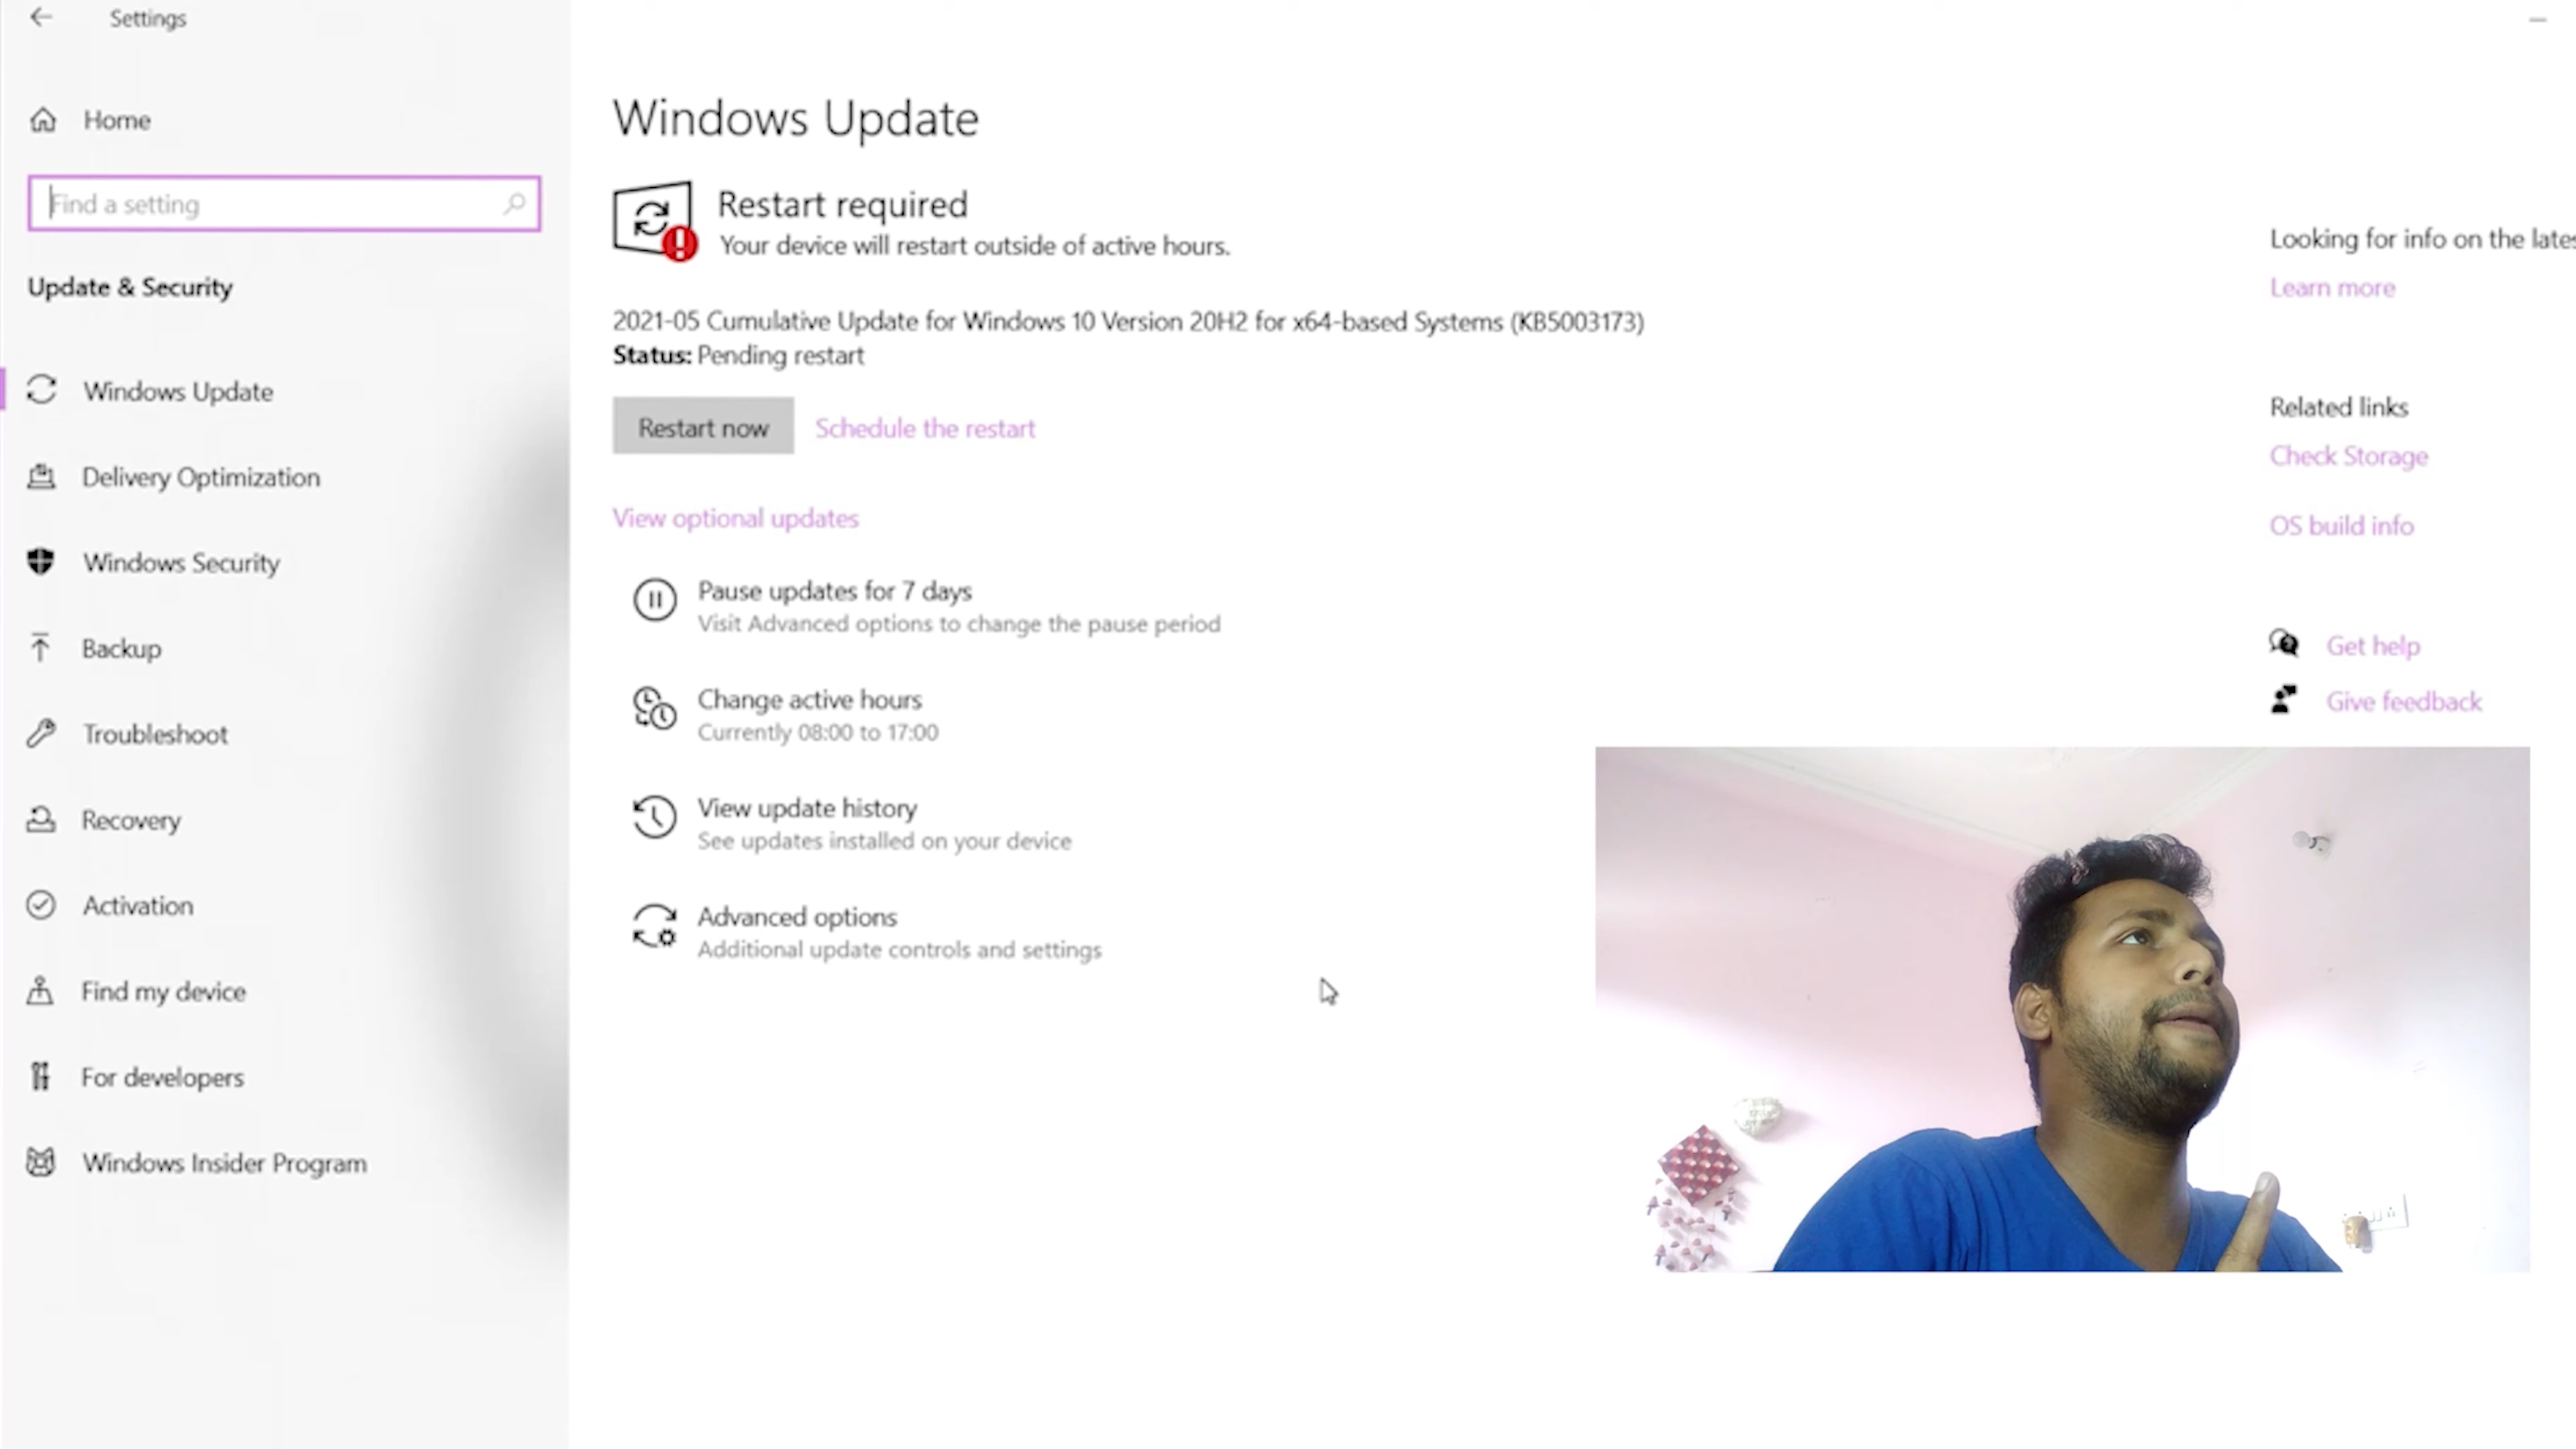 Settings
Home
Find a setting
Update & Security
Windows Update
Delivery Optimization
Windows Security
Backup
Troubleshoot
Recovery
Activation
Find my device
For developers
Windows Insider Program
Windows Update
Restart required
Your device will restart outside of active hours.
2021-05 Cumulative Update for Windows 10 Version 20H2 for x64-based Systems (KB5003173)
Status: Pending restart
Restart now
Schedule the restart
View optional updates
Pause updates for 7 days
Visit Advanced options to change the pause period
Change active hours
Currently 08:00 to 17:00
View update history
See updates installed on your device
Advanced options
Additional update controls and settings
Looking for info on the lates
Learn more
Related links
Check Storage
OS build info
Get help
Give feedback